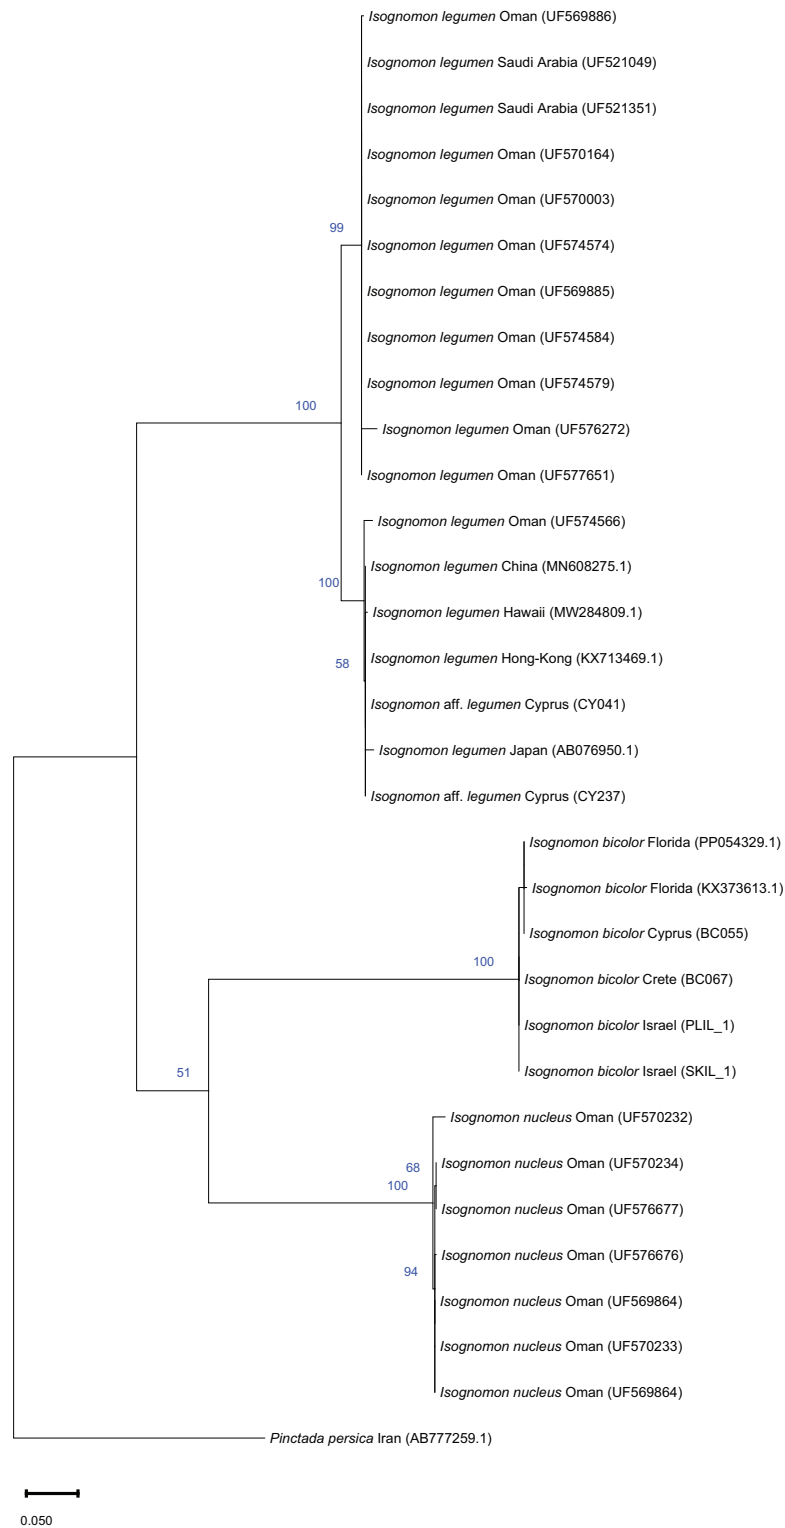 Isognomon legumen Oman (UF569886)
Isognomon legumen Saudi Arabia (UF521049)
Isognomon legumen Saudi Arabia (UF521351)
Isognomon legumen Oman (UF570164)
Isognomon legumen Oman (UF570003)
99
Isognomon legumen Oman (UF574574)
Isognomon legumen Oman (UF569885)
Isognomon legumen Oman (UF574584)
Isognomon legumen Oman (UF574579)
100
Isognomon legumen Oman (UF576272)
Isognomon legumen Oman (UF577651)
Isognomon legumen Oman (UF574566)
Isognomon legumen China (MN608275.1)
100
Isognomon legumen Hawaii (MW284809.1)
Isognomon legumen Hong-Kong (KX713469.1)
58
Isognomon aff. legumen Cyprus (CY041)
Isognomon legumen Japan (AB076950.1)
Isognomon aff. legumen Cyprus (CY237)
Isognomon bicolor Florida (PP054329.1)
Isognomon bicolor Florida (KX373613.1)
Isognomon bicolor Cyprus (BC055)
100
Isognomon bicolor Crete (BC067)
Isognomon bicolor Israel (PLIL_1)
Isognomon bicolor Israel (SKIL_1)
51
Isognomon nucleus Oman (UF570232)
Isognomon nucleus Oman (UF570234)
68
100
Isognomon nucleus Oman (UF576677)
Isognomon nucleus Oman (UF576676)
94
Isognomon nucleus Oman (UF569864)
Isognomon nucleus Oman (UF570233)
Isognomon nucleus Oman (UF569864)
Pinctada persica Iran (AB777259.1)
0.050